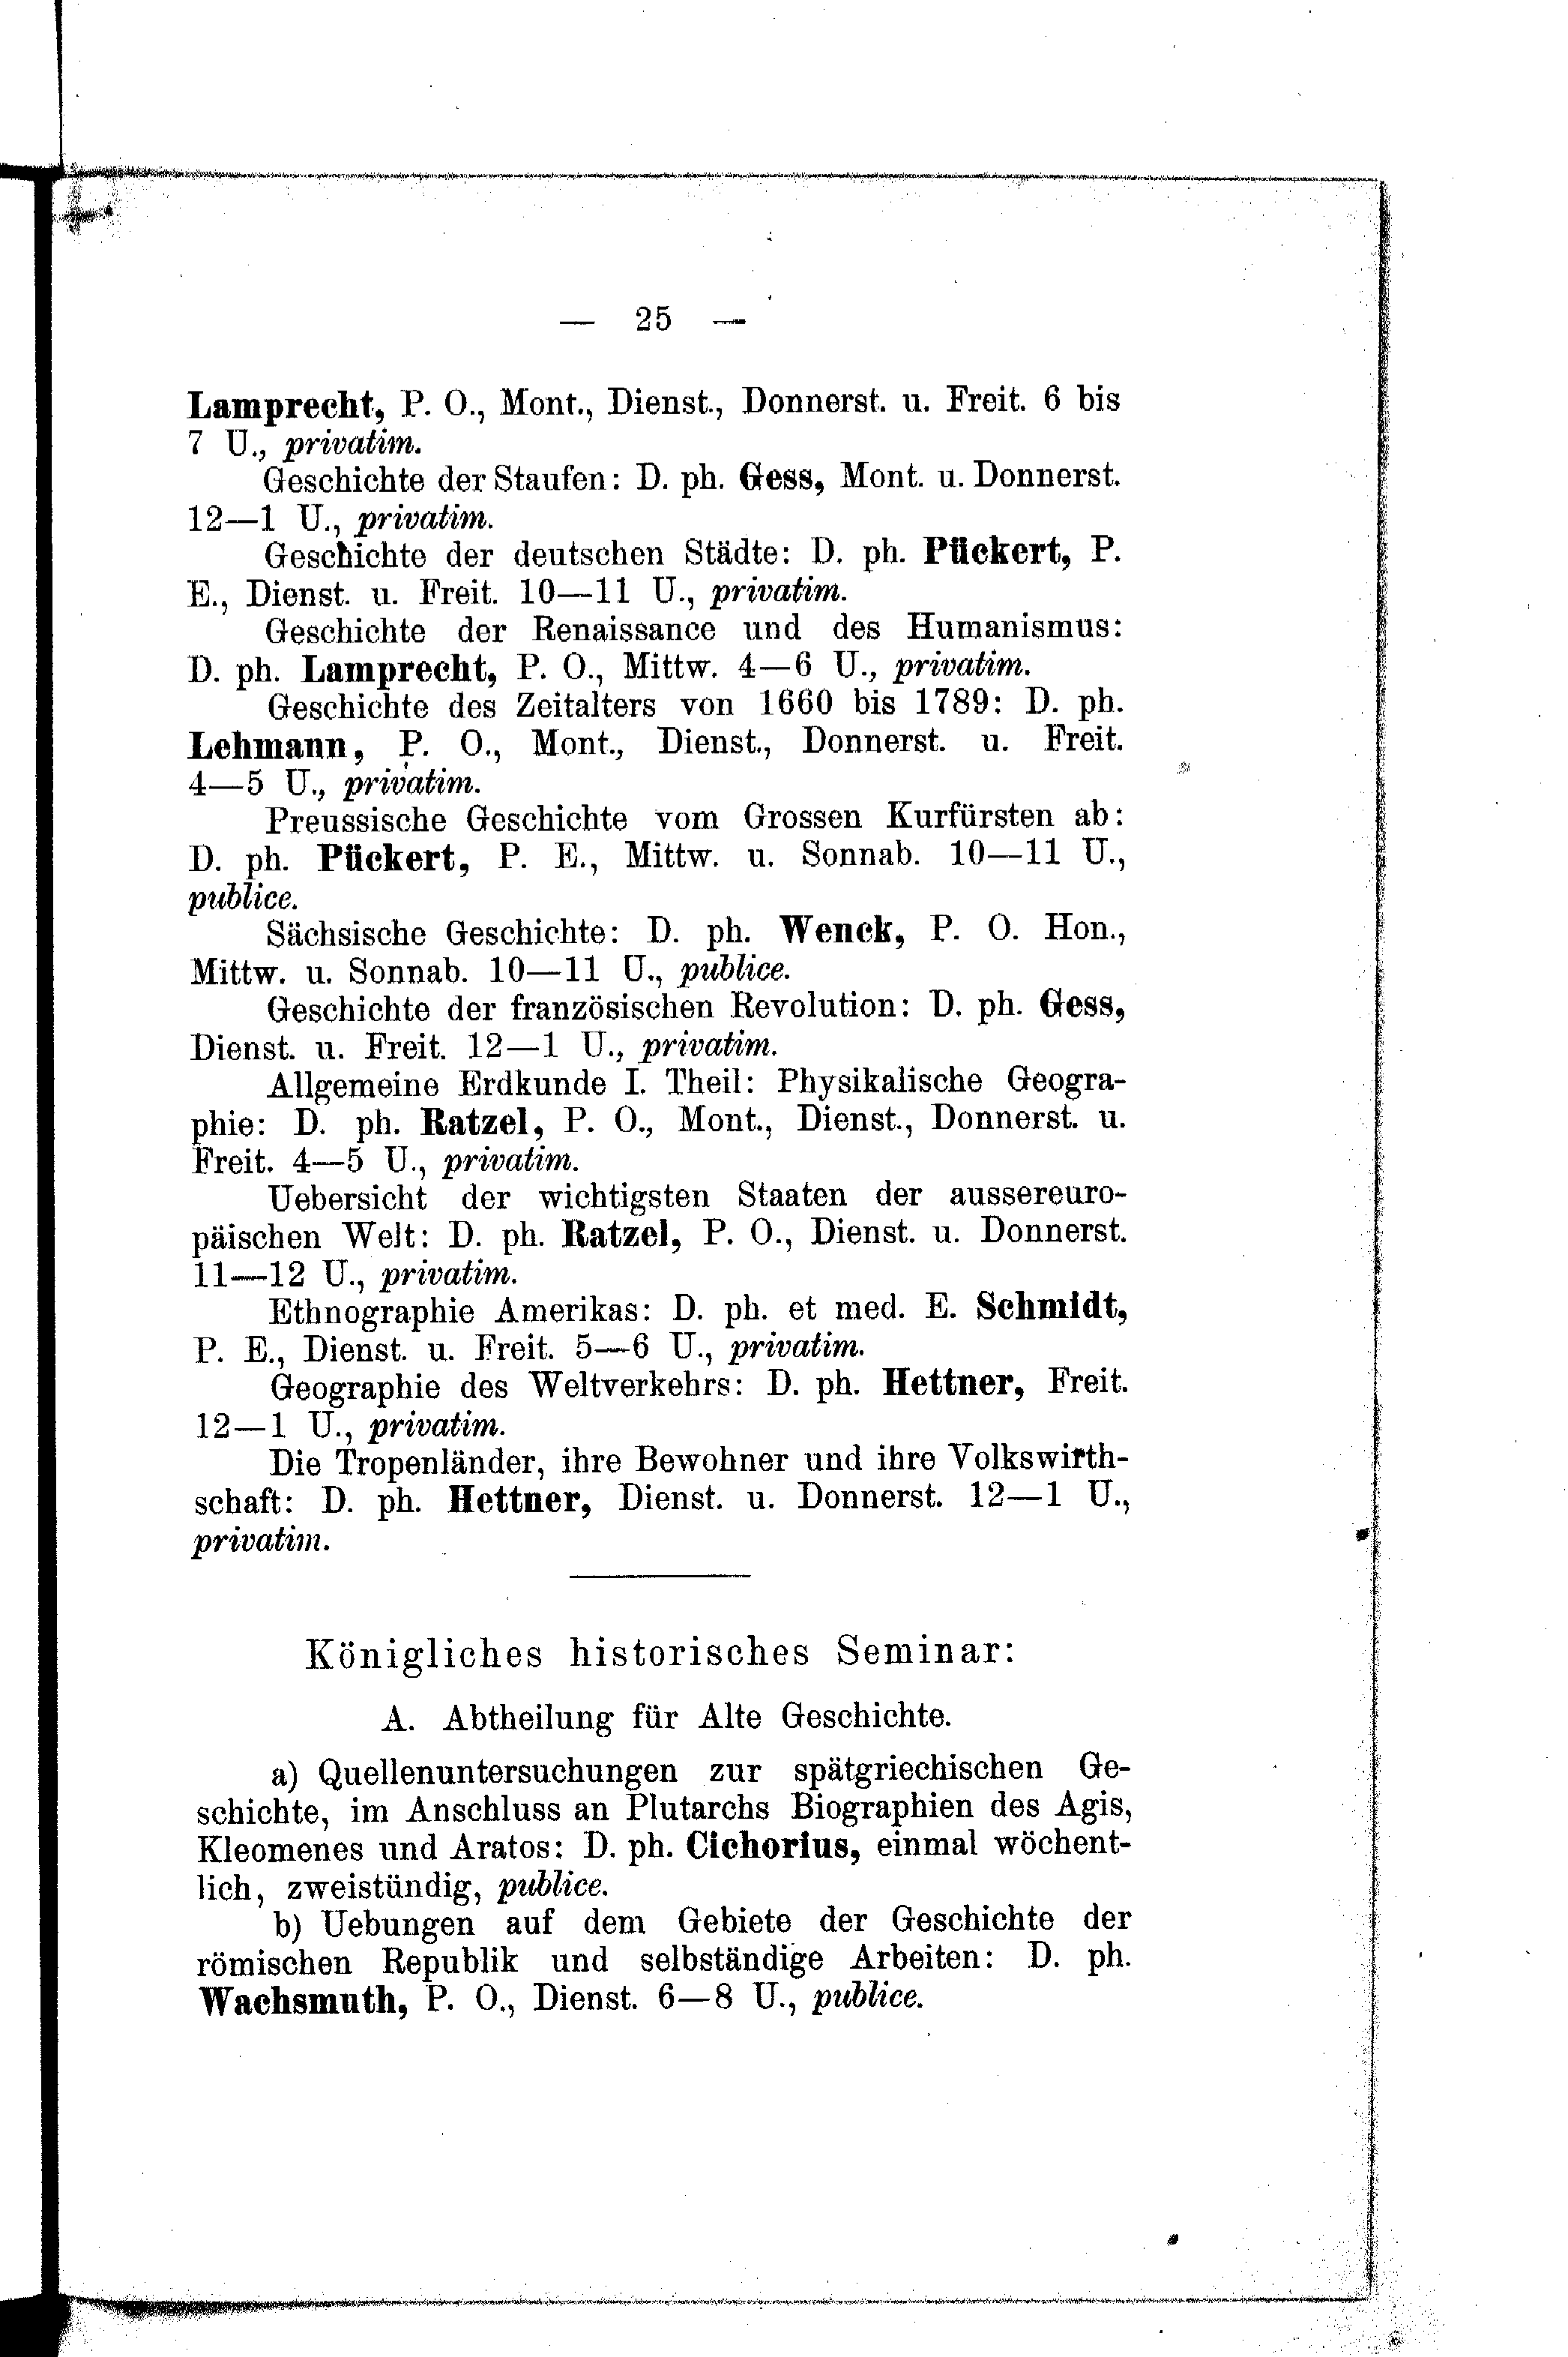 — 25 —
Lamprecht, P. O., Mont., Dienst., Donnerst. u. Freit. 6 bis
7 U., privatim.
Geschichte der Staufen: D. ph. Gess, Mont. u. Donnerst.
12—1 U., privatim.
Geschichte der deutschen Städte: D. ph. Pückert, P.
E., Dienst. u. Freit. 10—11 U., privatim.
Geschichte der Renaissance und des Humanismus:
D. ph. Lamprecht, P. O., Mittw. 4—6 U., privatim.
Geschichte des Zeitalters von 1660 bis 1789: D. ph.
Lehmann, P. O., Mont., Dienst., Donnerst. u. Freit.
4—5 U., privatim.
Preussische Geschichte vom Grossen Kurfürsten ab:
D. ph. Pückert, P. E., Mittw. u. Sonnab. 10—11 U.,
publice.
Sächsische Geschichte: D. ph. Wenck, P. O. Hon.,
Mittw. u. Sonnab. 10—11 U., publice.
Geschichte der französischen Revolution: D. ph. Gess,
Dienst. u. Freit. 12—1 U., privatim.
Allgemeine Erdkunde I. Theil: Physikalische Geogra-
phie: D. ph. Ratzel, P. O., Mont., Dienst., Donnerst. u.
Freit. 4—5 U., privatim.
Uebersicht der wichtigsten Staaten der aussereuro-
päischen Welt: D. ph. Ratzel, P. O., Dienst. u. Donnerst.
11—12 U., privatim.
Ethnographie Amerikas: D. ph. et med. E. Schmidt,
P. E., Dienst. u. Freit. 5—6 U., privatim.
Geographie des Weltverkehrs: D. ph. Hettner, Freit.
12—1 U., privatim.
Die Tropenländer, ihre Bewohner und ihre Volkswirth-
schaft: D. ph. Hettner, Dienst. u. Donnerst. 12—1 U.,
privatim.
Königliches historisches Seminar:
A. Abtheilung für Alte Geschichte.
a) Quellenuntersuchungen zur spätgriechischen Ge-
schichte, im Anschluss an Plutarchs Biographien des Agis,
Kleomenes und Aratos: D. ph. Cichorius, einmal wöchent-
lich, zweistündig, publice.
b) Uebungen auf dem Gebiete der Geschichte der
römischen Republik und selbständige Arbeiten: D. ph.
Wachsmuth, P. O., Dienst. 6—8 U., publice.